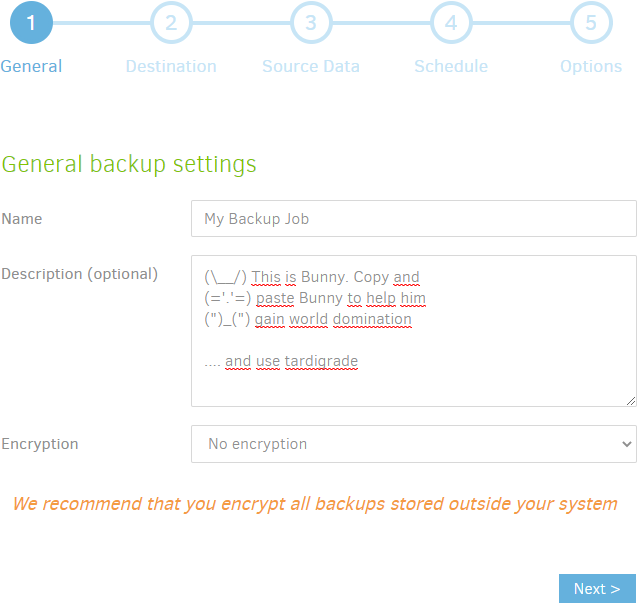 1 2 3 4 5
General Destination Source Data Schedule Options
General backup settings
Name My Backup Job
Description (optional) (\__/) This is Bunny. Copy and
(='.'=) paste Bunny to help him
(")_(") gain world domination
.... and use tardigrade
Encryption No encryption
We recommend that you encrypt all backups stored outside your system
Next >